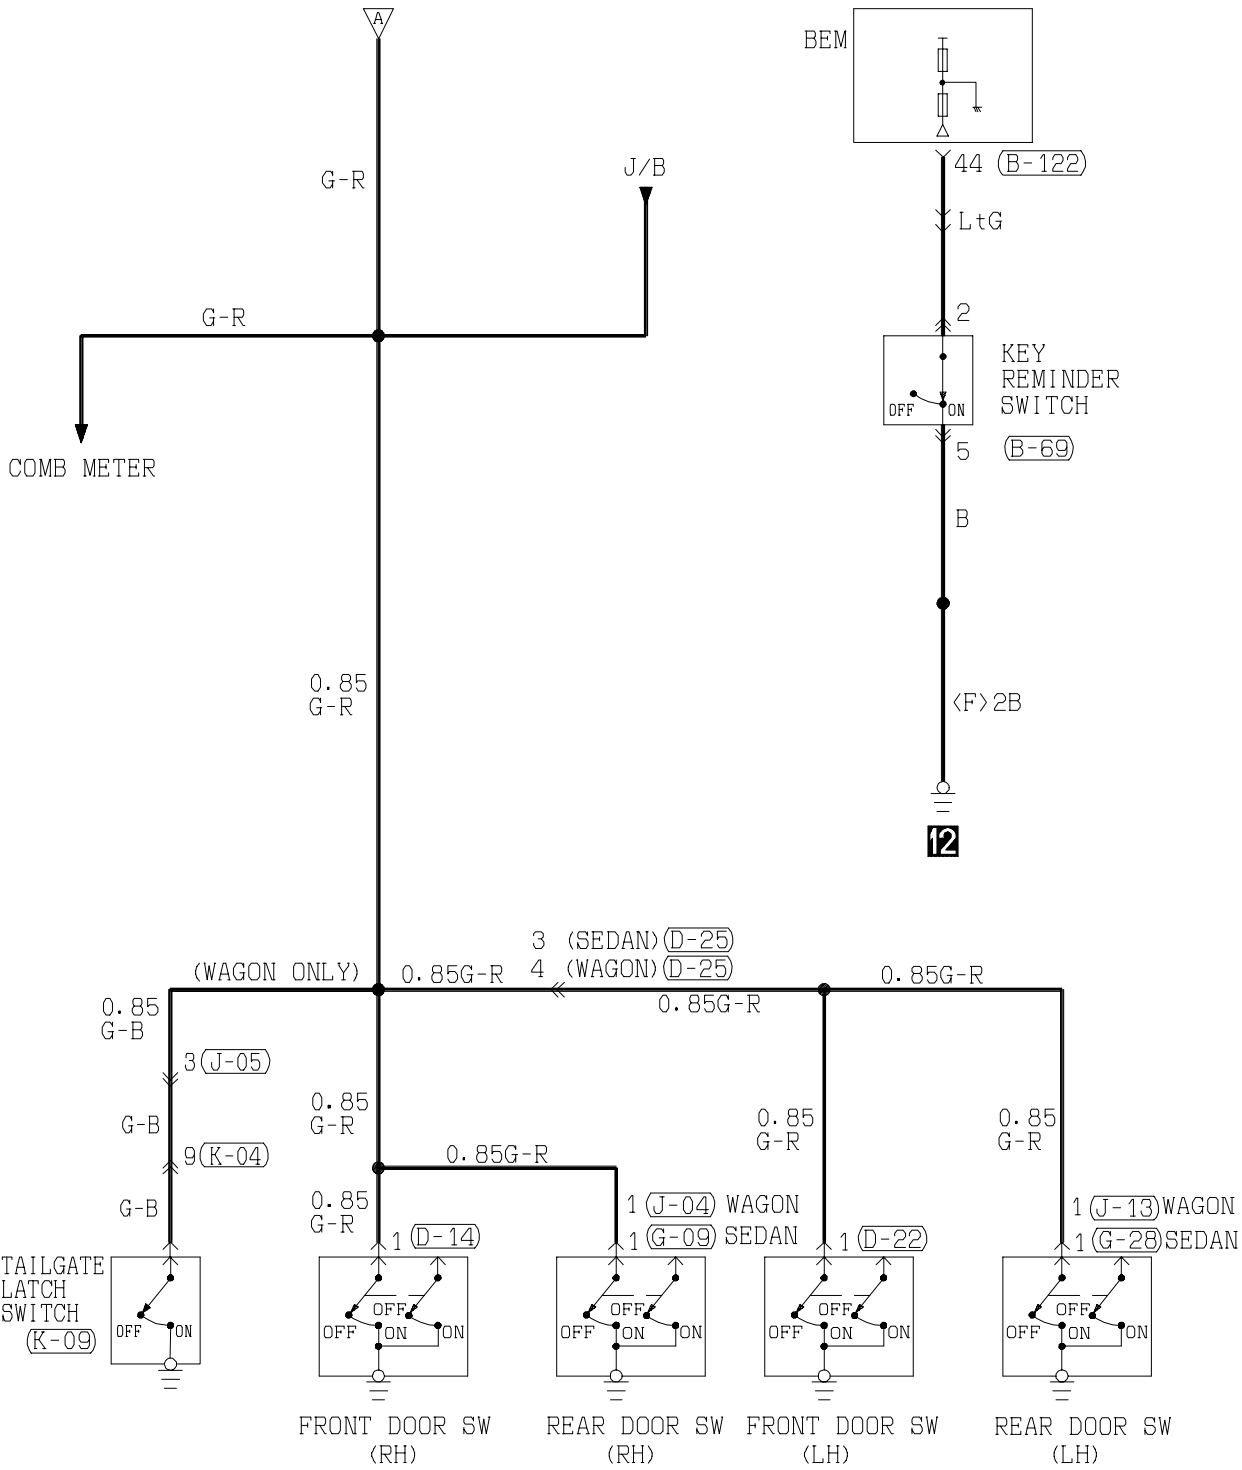 A
BEM
44 (B-122)
J/B
G-R
LtG
2
G-R
KEY
REMINDER
SWITCH
OFF
ON
5
(B-69)
COMB METER
B
0.85
G-R
<F>2B
12
3 (SEDAN) (D-25)
4 (WAGON) (D-25)
(WAGON ONLY)
0.85G-R
0.85G-R
0.85G-R
0.85
G-B
3 (J-05)
G-B
9 (K-04)
G-B
0.85
G-R
0.85G-R
0.85
G-R
0.85
G-R
0.85
G-R
1 (D-14)
1 (J-04) WAGON
1 (G-09) SEDAN
1 (D-22)
1 (J-13) WAGON
1 (G-28) SEDAN
TAILGATE
LATCH
SWITCH
(K-09)
OFF
ON
OFF
OFF
ON
ON
OFF
OFF
ON
ON
OFF
OFF
ON
ON
OFF
OFF
ON
ON
FRONT DOOR SW
(RH)
REAR DOOR SW
(RH)
FRONT DOOR SW
(LH)
REAR DOOR SW
(LH)